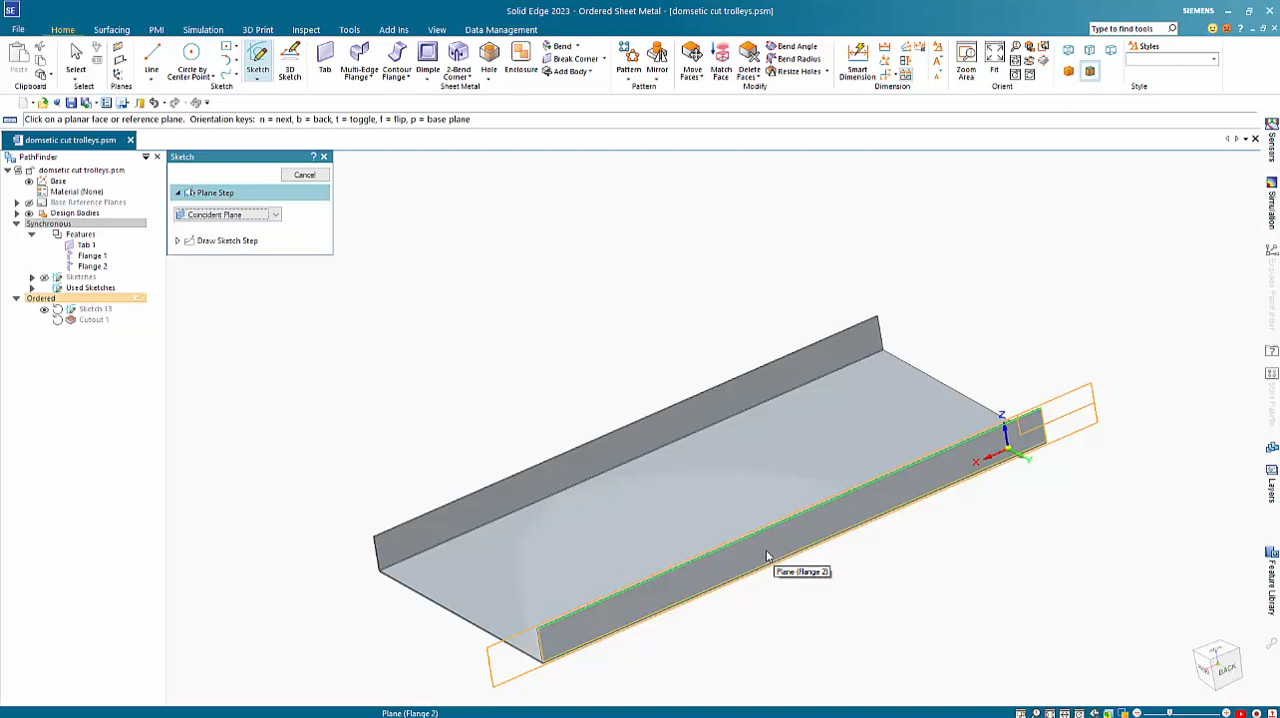 SE
Solid Edge 2023 - Ordered Sheet Metal - [domsetic cut trolleys.psm]
SIEMENS
File Home Surfacing Simulation 3D Print Inspect Tools Add Ins View Data Management
Type to find tools
Paste
Clipboard
Select
Select
Planes
Line
Circle by
Center Point
Sketch
Sketch
3D
Sketch
Tab
Multi-
Flange
Contour
Flange
Dimple
2-Bend
Corner
Hole
Enclosure
Bend
Break Corner
Add Body
Sheet Metal
Pattern
Mirror
Pattern
Move
Faces
Match
Face
Delete
Faces
Bend Angle
Bend Radius
Resize Holes
Modify
Smart
Dimension
Dimension
Zoom
Area
Fit
Orient
Styles
Style
Click on a planar face or reference plane. Orientation keys: n = next, b = back, t = toggle, f = flip, p = base plane
domsetic cut trolleys.psm
PathFinder
domsetic cut trolleys.psm
Base
Material (None)
Base Reference Planes
Design Bodies
Synchronous
Features
Tab 1
Flange 1
Flange 2
Sketches
Used Sketches
Ordered
Sketch 13
Cutout 1
Sketch
Cancel
Plane Step
Coincident Plane
Draw Sketch Step
Z
X
Y
Plane (Flange 2)
BACK
Sensors
Simulation
Explode PathFinder
Style Palette
Layers
Feature Library
Plane (Flange 2)